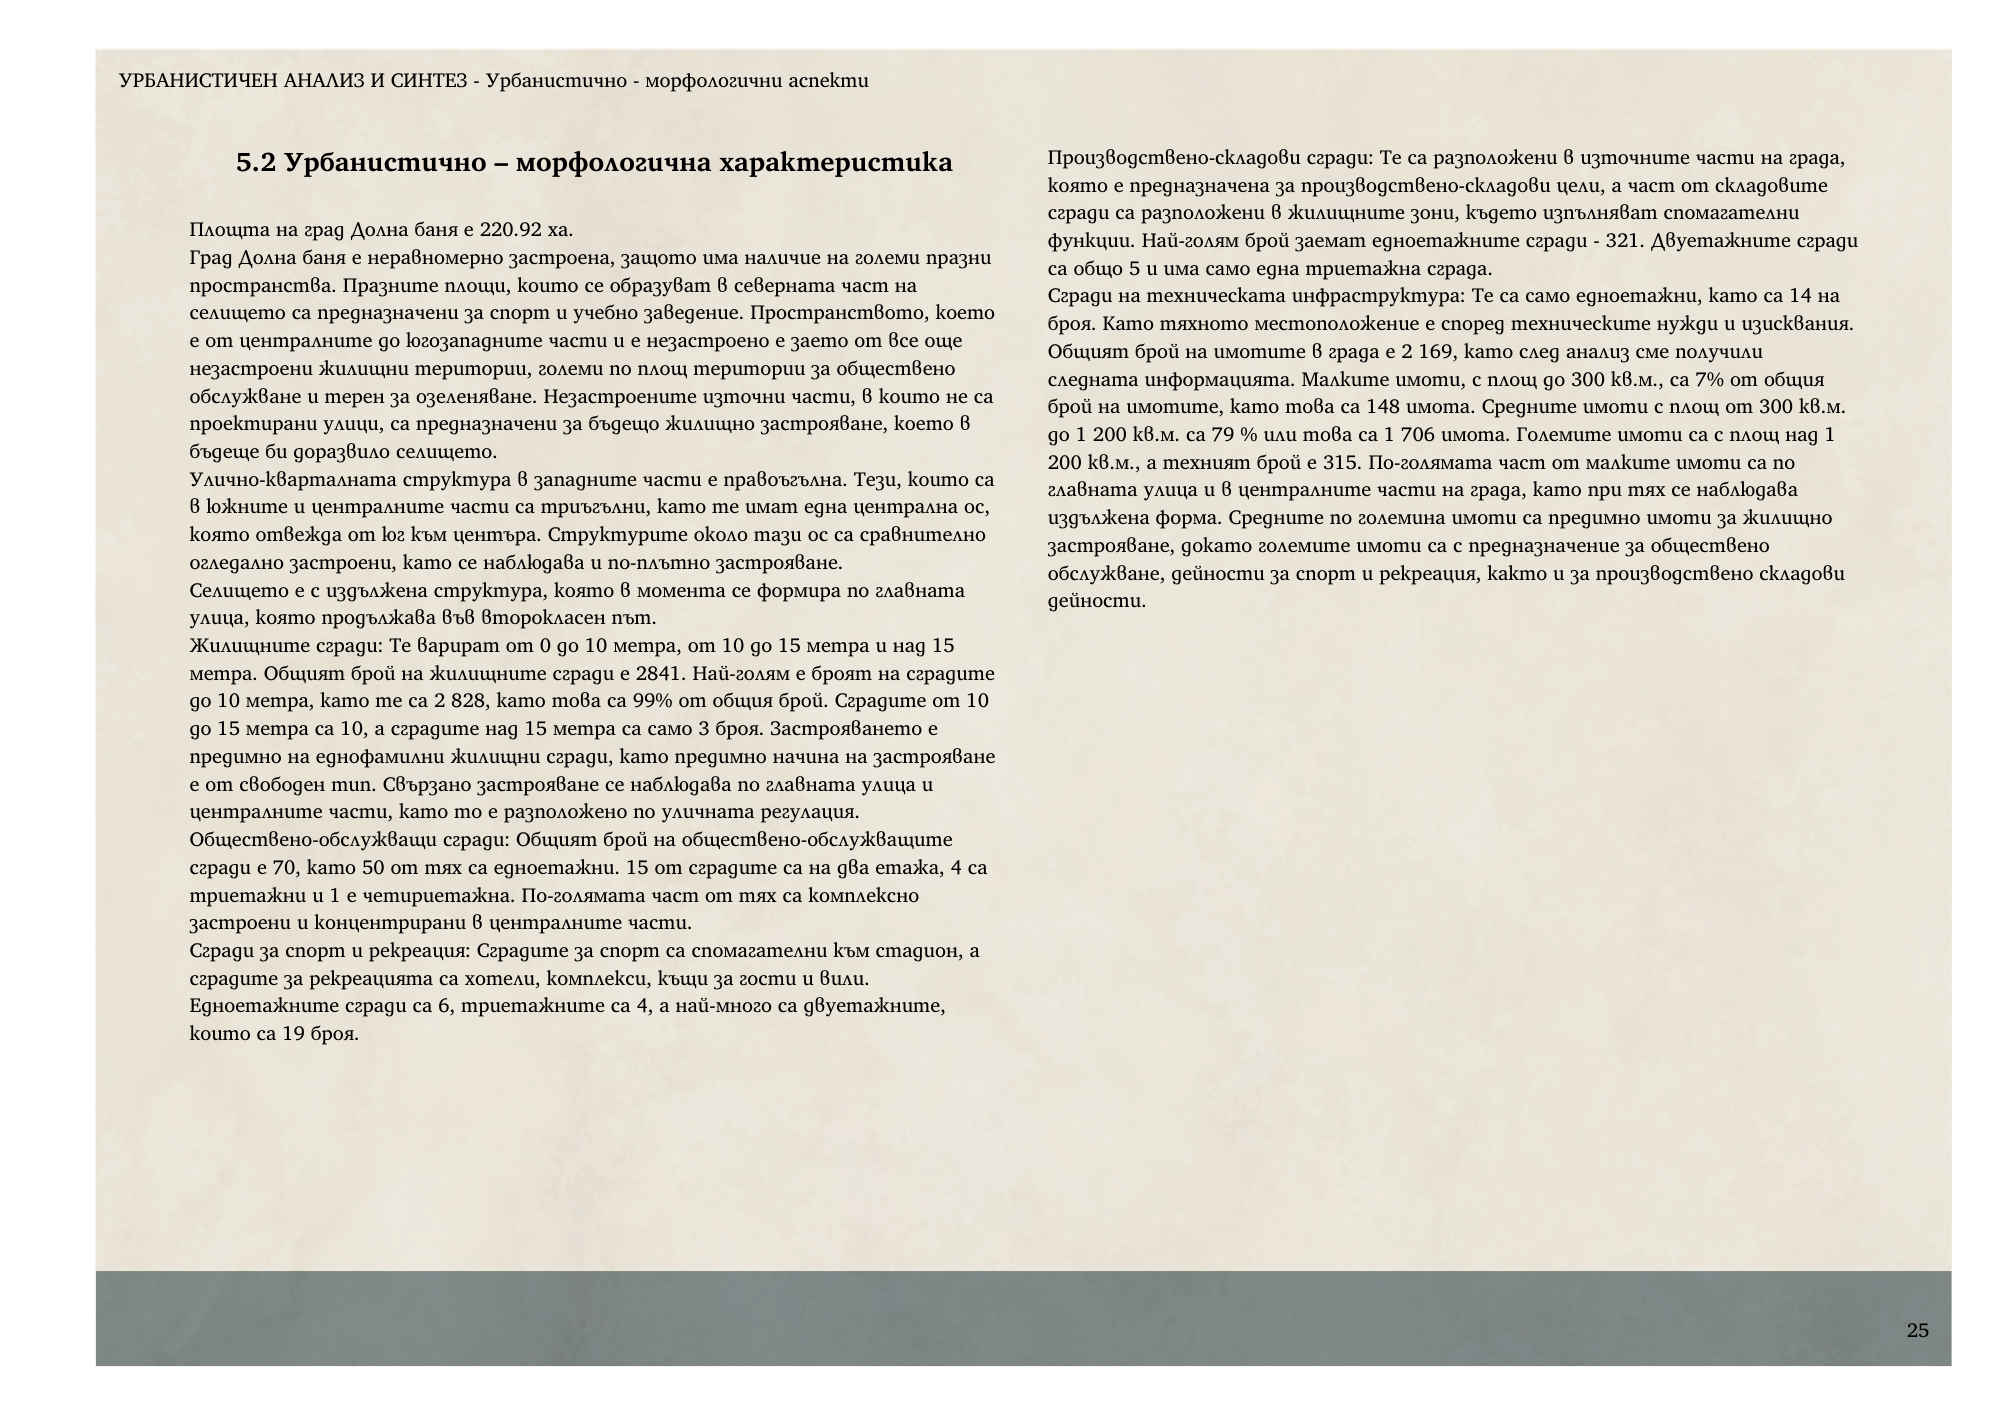 УРБАНИСТИЧЕН АНАЛИЗ И СИНТЕЗ - Урбанистично - морфологични аспекти
5.2 Урбанистично – морфологична характеристика
Площта на град Долна баня е 220.92 ха.
Град Долна баня е неравномерно застроена, защото има наличие на големи празни
пространства. Празните площи, които се образуват в северната част на
селището са предназначени за спорт и учебно заведение. Пространството, което
е от централните до югозападните части и е незастроено е заето от все още
незастроени жилищни територии, големи по площ територии за обществено
обслужване и терен за озеленяване. Незастроените източни части, в които не са
проектирани улици, са предназначени за бъдещо жилищно застрояване, което в
бъдеще би доразвило селището.
Улично-кварталната структура в западните части е правоъгълна. Тези, които са
в южните и централните части са триъгълни, като те имат една централна ос,
която отвежда от юг към центъра. Структурите около тази ос са сравнително
огледално застроени, като се наблюдава и по-плътно застрояване.
Селището е с издължена структура, която в момента се формира по главната
улица, която продължава във второкласен път.
Жилищните сгради: Те варират от 0 до 10 метра, от 10 до 15 метра и над 15
метра. Общият брой на жилищните сгради е 2841. Най-голям е броят на сградите
до 10 метра, като те са 2 828, като това са 99% от общия брой. Сградите от 10
до 15 метра са 10, а сградите над 15 метра са само 3 броя. Застрояването е
предимно на еднофамилни жилищни сгради, като предимно начина на застрояване
е от свободен тип. Свързано застрояване се наблюдава по главната улица и
централните части, като то е разположено по уличната регулация.
Обществено-обслужващи сгради: Общият брой на обществено-обслужващите
сгради е 70, като 50 от тях са едноетажни. 15 от сградите са на два етажа, 4 са
триетажни и 1 е четириетажна. По-голямата част от тях са комплексно
застроени и концентрирани в централните части.
Сгради за спорт и рекреация: Сградите за спорт са спомагателни към стадион, а
сградите за рекреацията са хотели, комплекси, къщи за гости и вили.
Едноетажните сгради са 6, триетажните са 4, а най-много са двуетажните,
които са 19 броя.
Производствено-складови сгради: Те са разположени в източните части на града,
която е предназначена за производствено-складови цели, а част от складовите
сгради са разположени в жилищните зони, където изпълняват спомагателни
функции. Най-голям брой заемат едноетажните сгради - 321. Двуетажните сгради
са общо 5 и има само една триетажна сграда.
Сгради на техническата инфраструктура: Те са само едноетажни, като са 14 на
броя. Като тяхното местоположение е според техническите нужди и изисквания.
Общият брой на имотите в града е 2 169, като след анализ сме получили
следната информацията. Малките имоти, с площ до 300 кв.м., са 7% от общия
брой на имотите, като това са 148 имота. Средните имоти с площ от 300 кв.м.
до 1 200 кв.м. са 79 % или това са 1 706 имота. Големите имоти са с площ над 1
200 кв.м., а техният брой е 315. По-голямата част от малките имоти са по
главната улица и в централните части на града, като при тях се наблюдава
издължена форма. Средните по големина имоти са предимно имоти за жилищно
застрояване, докато големите имоти са с предназначение за обществено
обслужване, дейности за спорт и рекреация, както и за производствено складови
дейности.
25